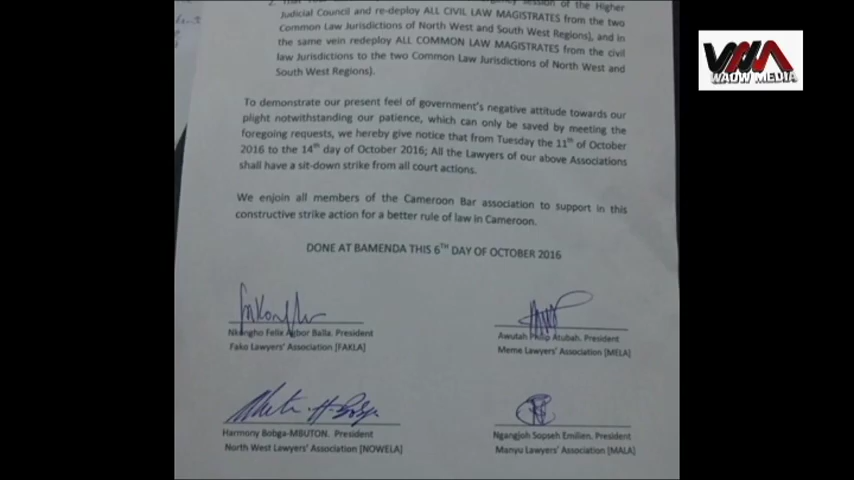 session of the Higher
Judicial Council and re-deploy ALL CIVIL LAW MAGISTRATES from the two
Common Law Jurisdictions of North West and South West Regions], and in
the same vein redeploy ALL COMMON LAW MAGISTRATES from the civil
law Jurisdictions to the two Common Law Jurisdictions of North West and
South West Regions).
To demonstrate our present feel of government's negative attitude towards our
plight notwithstanding our patience, which can only be saved by meeting the
foregoing requests, we hereby give notice that from Tuesday the 11th of October
2016 to the 14th day of October 2016; All the Lawyers of our above Associations
shall have a sit-down strike from all court actions.
We enjoin all members of the Cameroon Bar association to support in this
constructive strike action for a better rule of law in Cameroon.
DONE AT BAMENDA THIS 6TH DAY OF OCTOBER 2016
Nkongho Felix Agbor Balla. President
Fako Lawyers' Association [FAKLA]
Awutah Philip Atubah. President
Meme Lawyers' Association [MELA]
Harmony Bobga-MBUTON. President
North West Lawyers' Association [NOWELA]
Ngangjoh Sopseh Emilien. President
Manyu Lawyers' Association [MALA]
WADW MEDIA